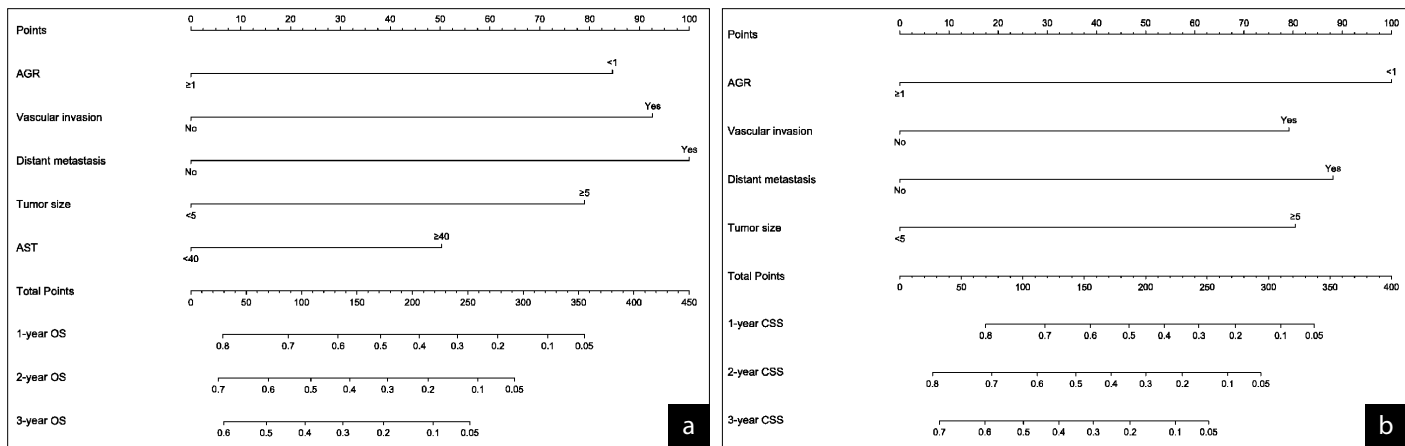 Points 0 10 20 30 40 50 60 70 80 90 100
AGR <1
≥1
Vascular invasion Yes
No
Distant metastasis Yes
No
Tumor size ≥5
<5
AST ≥40
<40
Total Points 0 50 100 150 200 250 300 350 400 450
1-year OS 0.8 0.7 0.6 0.5 0.4 0.3 0.2 0.1 0.05
2-year OS 0.7 0.6 0.5 0.4 0.3 0.2 0.1 0.05
3-year OS 0.6 0.5 0.4 0.3 0.2 0.1 0.05
a
Points 0 10 20 30 40 50 60 70 80 90 100
AGR <1
≥1
Vascular invasion Yes
No
Distant metastasis Yes
No
Tumor size ≥5
<5
Total Points 0 50 100 150 200 250 300 350 400
1-year CSS 0.8 0.7 0.6 0.5 0.4 0.3 0.2 0.1 0.05
2-year CSS 0.8 0.7 0.6 0.5 0.4 0.3 0.2 0.1 0.05
3-year CSS 0.7 0.6 0.5 0.4 0.3 0.2 0.1 0.05
b